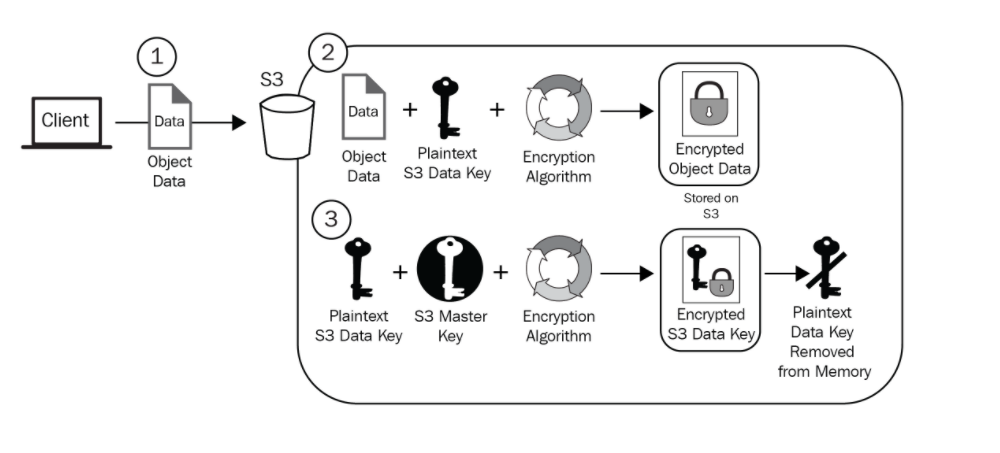 1
Client
Data
Object
Data
S3
2
Data
Object
Data
+
Plaintext
S3 Data Key
+
Encryption
Algorithm
Encrypted
Object Data
Stored on
S3
3
Plaintext
S3 Data Key
+
S3 Master
Key
+
Encryption
Algorithm
Encrypted
S3 Data Key
Plaintext
Data Key
Removed
from Memory